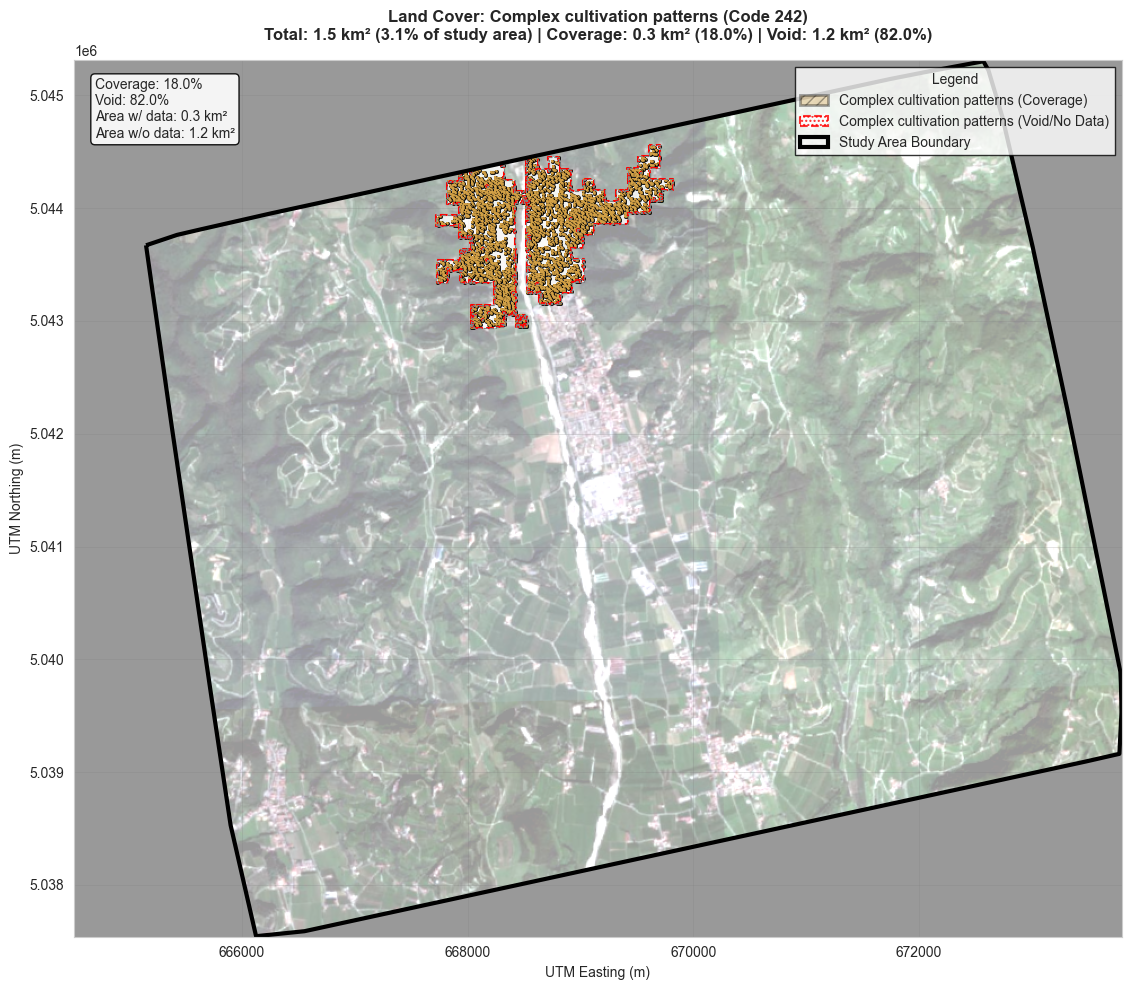 Land Cover: Complex cultivation patterns (Code 242)
Total: 1.5 km² (3.1% of study area) | Coverage: 0.3 km² (18.0%) | Void: 1.2 km² (82.0%)
1e6
Coverage: 18.0%
Void: 82.0%
Area w/ data: 0.3 km²
Area w/o data: 1.2 km²
Legend
Complex cultivation patterns (Coverage)
Complex cultivation patterns (Void/No Data)
Study Area Boundary
5.045
5.044
5.043
5.042
5.041
5.040
5.039
5.038
UTM Northing (m)
666000 668000 670000 672000
UTM Easting (m)